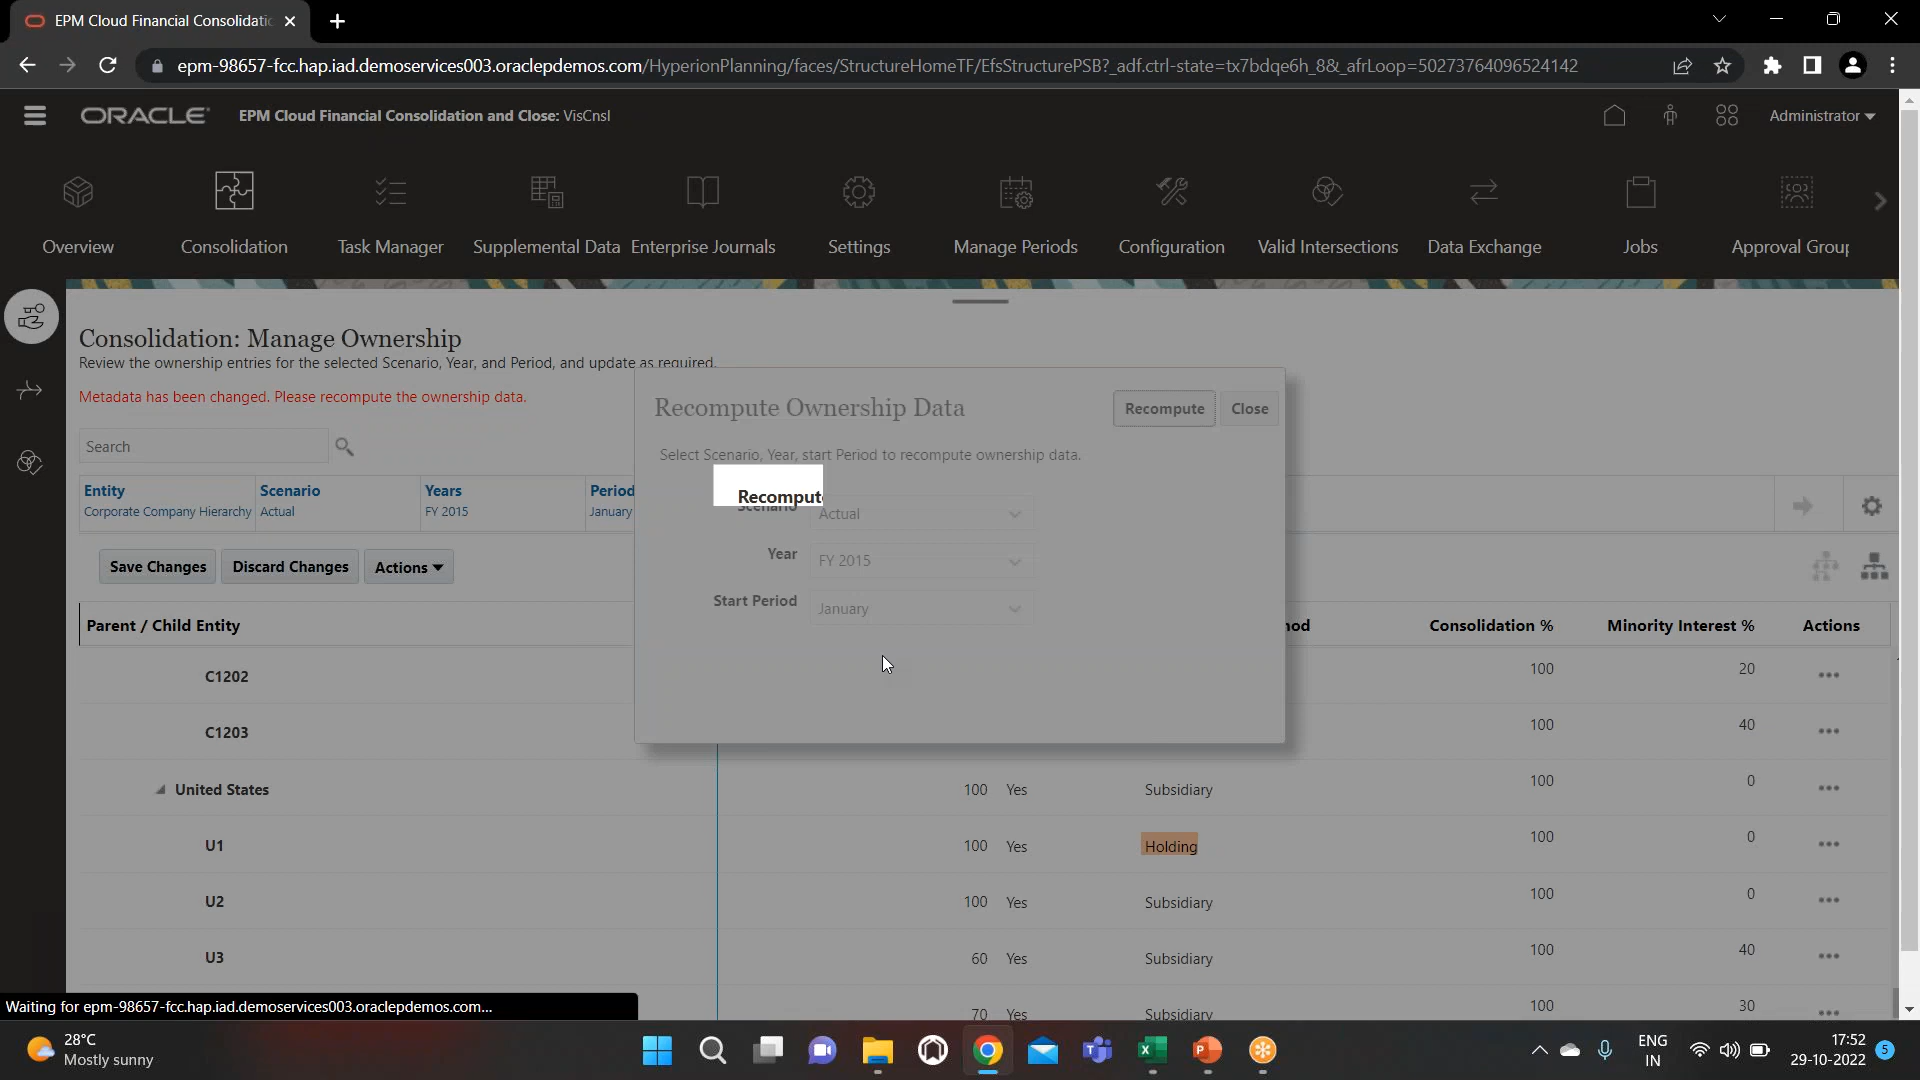 EPM Cloud Financial Consolidatic
epm-98657-fcc.hap.iad.demoservices003.oraclepdemos.com/HyperionPlanning/faces/StructureHomeTF/EfsStructurePSB?_adf.ctrl-state=tx7bdqe6h_8&_afrLoop=50273764096524142
ORACLE EPM Cloud Financial Consolidation and Close: VisCnsl Administrator
Overview Consolidation Task Manager Supplemental Data Enterprise Journals Settings Manage Periods Configuration Valid Intersections Data Exchange Jobs Approval Group
Consolidation: Manage Ownership
Review the ownership entries for the selected Scenario, Year, and Period, and update as required.
Metadata has been changed. Please recompute the ownership data.
Recompute Ownership Data Recompute Close
Search
Select Scenario, Year, start Period to recompute ownership data.
Entity Scenario Years Period
Corporate Company Hierarchy Actual FY 2015 January
Recompute
Scenario Actual
Year FY 2015
Start Period January
Save Changes Discard Changes Actions
Parent / Child Entity Consolidation % Minority Interest % Actions
C1202 100 20
C1203 100 40
United States 100 Yes Subsidiary 100 0
U1 100 Yes Holding 100 0
U2 100 Yes Subsidiary 100 0
U3 60 Yes Subsidiary 100 40
70 Yes Subsidiary 100 30
Waiting for epm-98657-fcc.hap.iad.demoservices003.oraclepdemos.com...
28°C
Mostly sunny
ENG
IN
17:52
29-10-2022
5